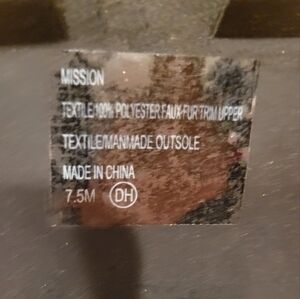 MISSION
TEXTILE/100% POLYESTER FAUX FUR TRIM UPPER
TEXTILE/MANMADE OUTSOLE
MADE IN CHINA
7.5M DH